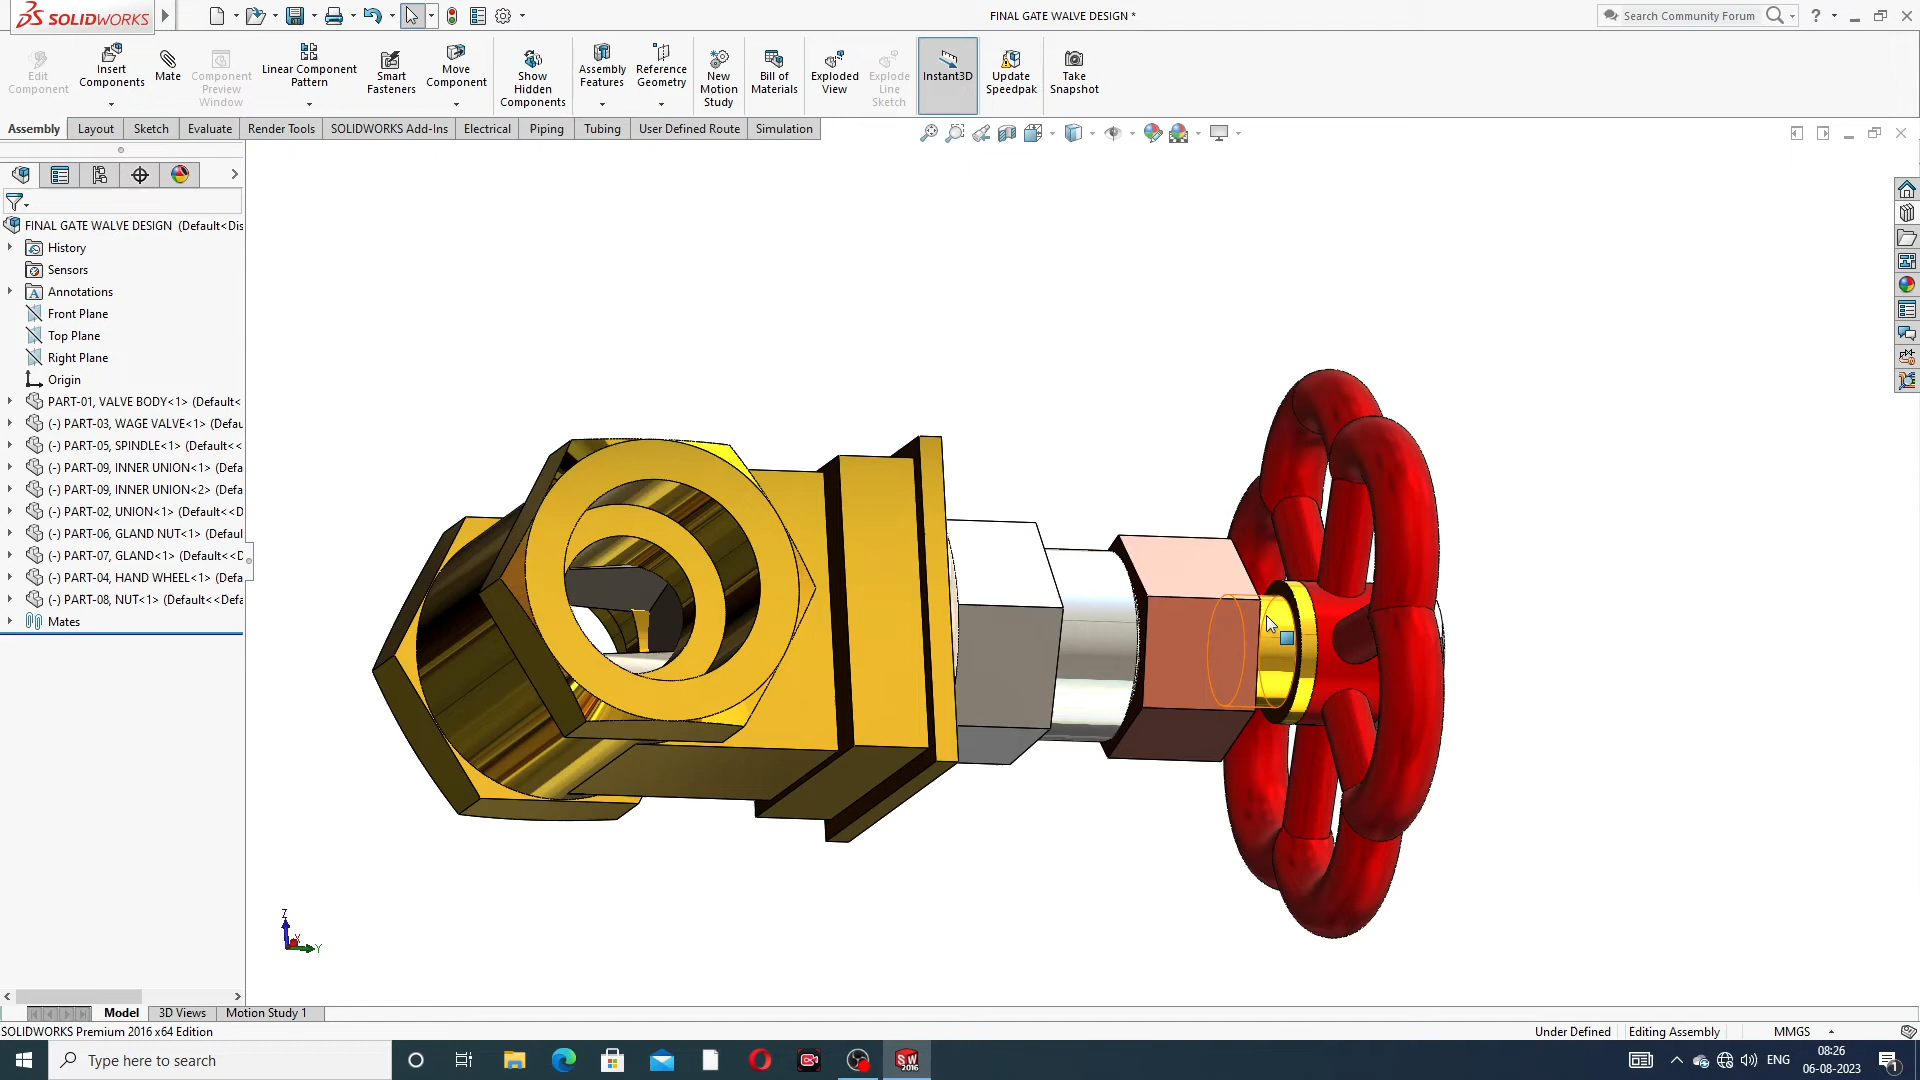 SOLIDWORKS
FINAL GATE WALVE DESIGN *
Search Community Forum
Edit Component
Insert Components
Mate
Component Preview Window
Linear Component Pattern
Smart Fasteners
Move Component
Show Hidden Components
Assembly Features
Reference Geometry
New Motion Study
Bill of Materials
Exploded View
Explode Line Sketch
Instant3D
Update Speedpak
Take Snapshot
Assembly
Layout
Sketch
Evaluate
Render Tools
SOLIDWORKS Add-Ins
Electrical
Piping
Tubing
User Defined Route
Simulation
FINAL GATE WALVE DESIGN (Default<Dis
History
Sensors
Annotations
Front Plane
Top Plane
Right Plane
Origin
PART-01, VALVE BODY<1> (Default<
(-) PART-03, WAGE VALVE<1> (Defau
(-) PART-05, SPINDLE<1> (Default<<
(-) PART-09, INNER UNION<1> (Defa
(-) PART-09, INNER UNION<2> (Defa
(-) PART-02, UNION<1> (Default<<D
(-) PART-06, GLAND NUT<1> (Defaul
(-) PART-07, GLAND<1> (Default<<D
(-) PART-04, HAND WHEEL<1> (Defa
(-) PART-08, NUT<1> (Default<<Defa
Mates
Z
X
Y
Model
3D Views
Motion Study 1
SOLIDWORKS Premium 2016 x64 Edition
Under Defined
Editing Assembly
MMGS
Type here to search
SW
2016
ENG
08:26
06-08-2023
1